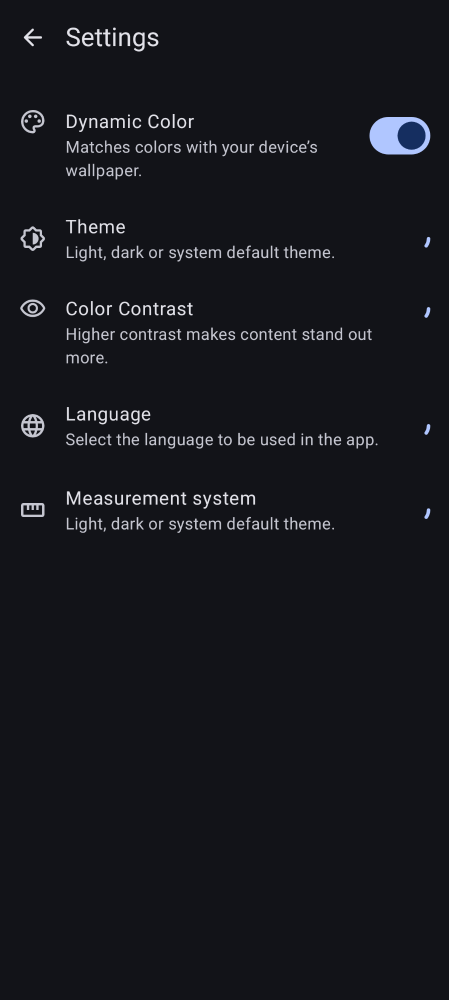 Settings
Dynamic Color
Matches colors with your device’s
wallpaper.
Theme
Light, dark or system default theme.
Color Contrast
Higher contrast makes content stand out
more.
Language
Select the language to be used in the app.
Measurement system
Light, dark or system default theme.